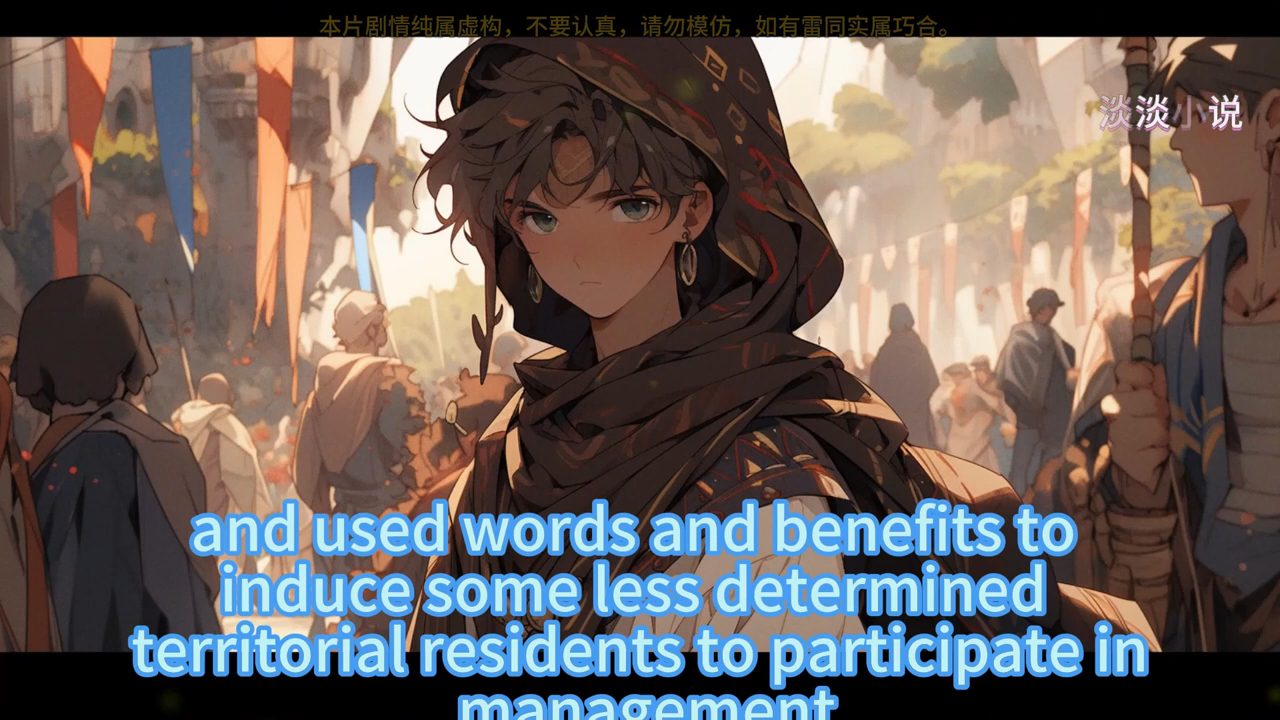 本片剧情纯属虚构，不要认真，请勿模仿，如有雷同实属巧合。
淡淡小说
and used words and benefits to
induce some less determined
territorial residents to participate in
management